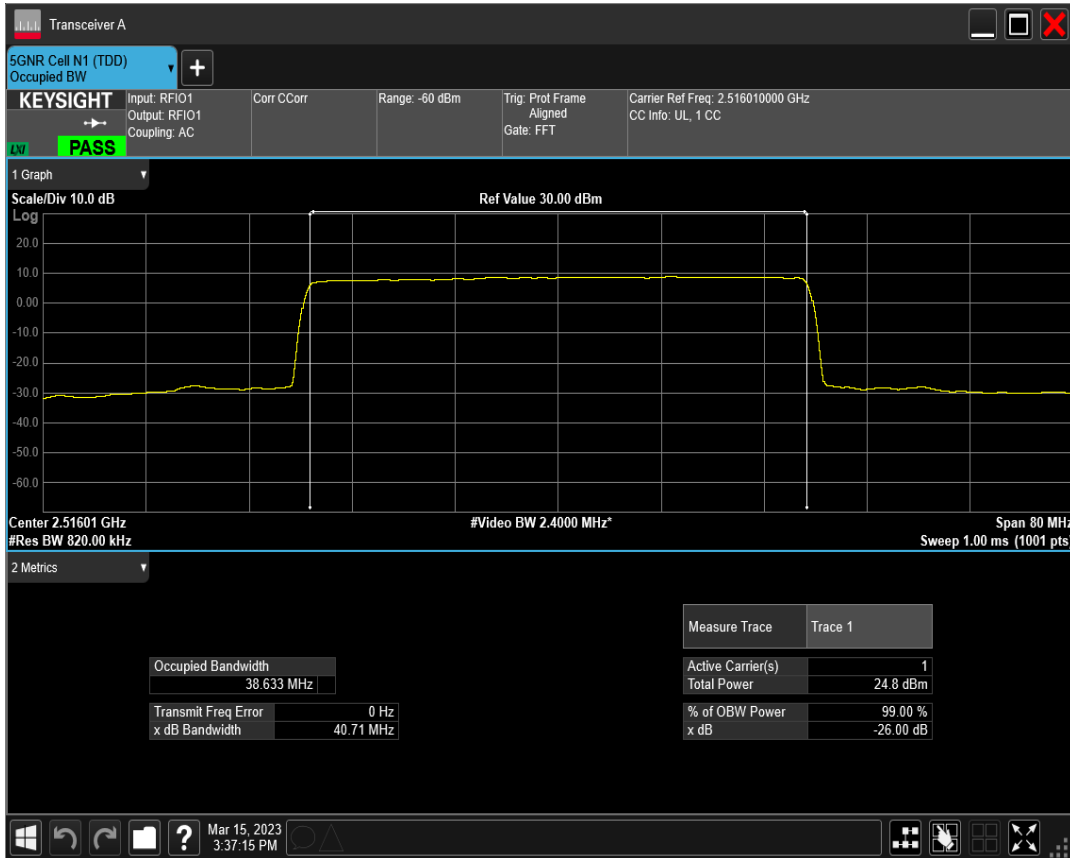 Transceiver A
5GNR Cell N1 (TDD)
Occupied BW
+
KEYSIGHT
LXI
PASS
Input: RFIO1
Output: RFIO1
Coupling: AC
Corr CCorr
Range: -60 dBm
Trig: Prot Frame
Aligned
Gate: FFT
Carrier Ref Freq: 2.516010000 GHz
CC Info: UL, 1 CC
1 Graph
Scale/Div 10.0 dB
Ref Value 30.00 dBm
Log
20.0
10.0
0.00
-10.0
-20.0
-30.0
-40.0
-50.0
-60.0
Center 2.51601 GHz
#Video BW 2.4000 MHz*
Span 80 MHz
#Res BW 820.00 kHz
Sweep 1.00 ms (1001 pts)
2 Metrics
Measure Trace Trace 1
Occupied Bandwidth
38.633 MHz
Transmit Freq Error 0 Hz
x dB Bandwidth 40.71 MHz
Active Carrier(s) 1
Total Power 24.8 dBm
% of OBW Power 99.00 %
x dB -26.00 dB
?
Mar 15, 2023
3:37:15 PM